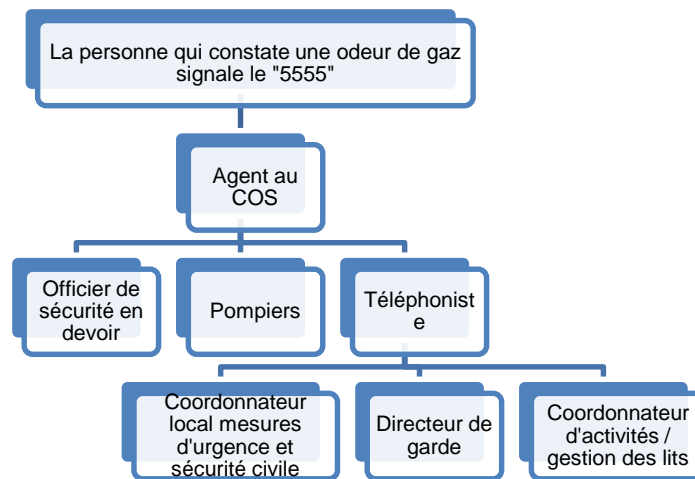 La personne qui constate une odeur de gaz
signale le "5555"
Agent au
COS
Officier de
sécurité en
devoir
Pompiers
Téléphonist
e
Coordonnateur
local mesures
d'urgence et
sécurité civile
Directeur de
garde
Coordonnateur
d'activités /
gestion des lits